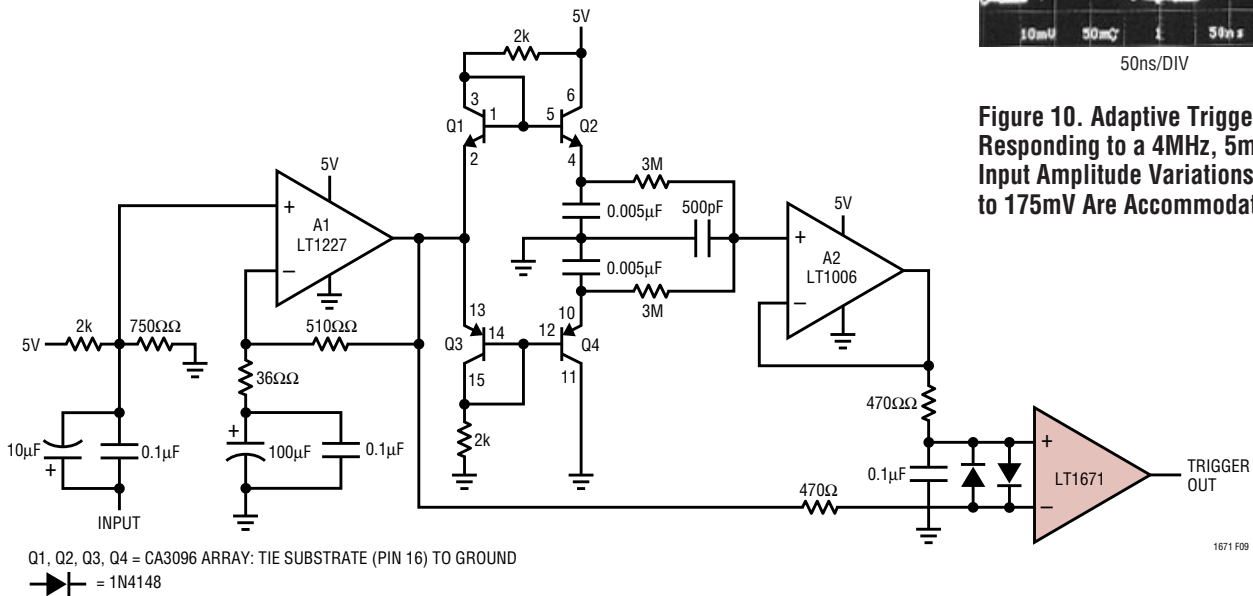 10mV 50mV 1 50ns
50ns/DIV
Figure 10. Adaptive
Responding to a 4MHz,
Input Amplitude Variations
to 175mV Are
5V
2k
3
1
Q1
2
6
5
Q2
4
3M
0.005μF
500pF
0.005μF
3M
5V
+
A1
LT1227
−
5V
+
A2
LT1006
−
13
14
Q3
15
10
12
Q4
11
2k
5V
2k
750ΩΩ
510ΩΩ
36ΩΩ
10μF
+
0.1μF
INPUT
+
100μF
0.1μF
470ΩΩ
0.1μF
470Ω
+
LT1671
−
TRIGGER
OUT
1671 F09
Q1, Q2, Q3, Q4 = CA3096 ARRAY: TIE SUBSTRATE (PIN 16) TO GROUND
= 1N4148